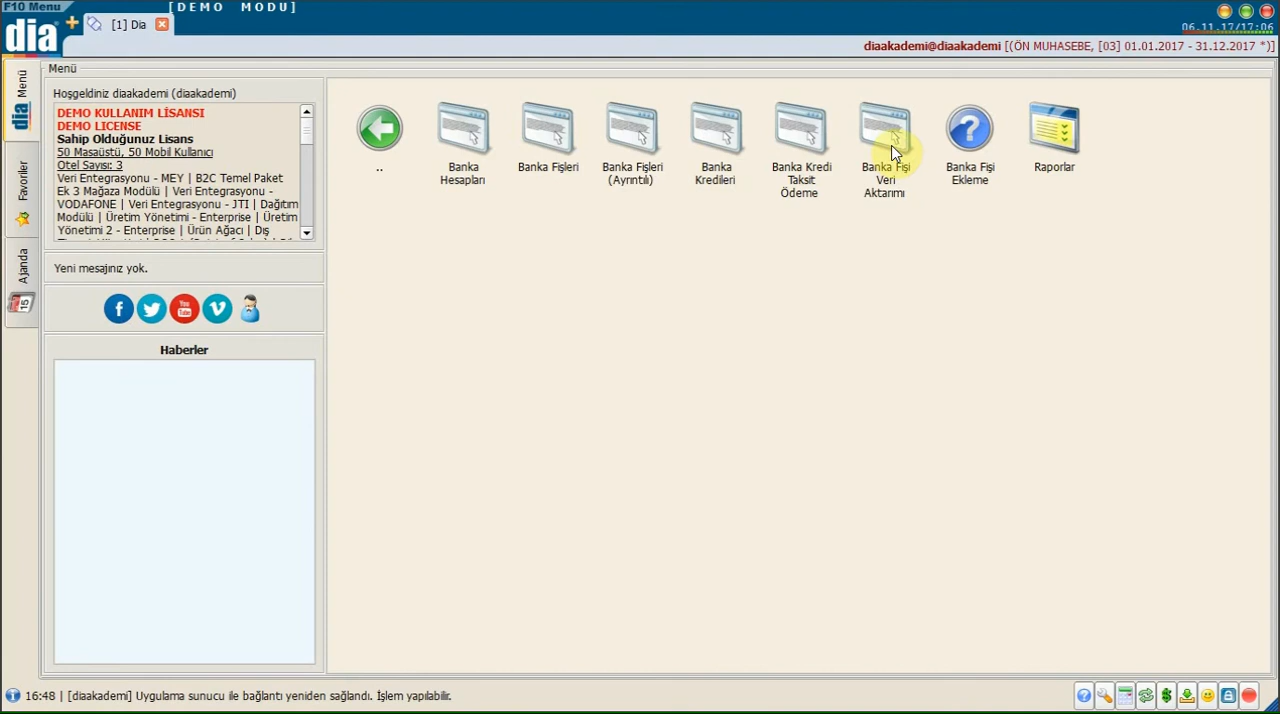 F10 Menu
[DEMO MODU]
dia
[1] Dia
06.11.17/17:06
diaakademi@diaakademi [(ÖN MUHASEBE, [03] 01.01.2017 - 31.12.2017 *)]
Menü
Favoriler
Ajanda
15
Menü
Hoşgeldiniz diaakademi (diaakademi)
DEMO KULLANIM LİSANSI
DEMO LICENSE
Sahip Olduğunuz Lisans
50 Masaüstü, 50 Mobil Kullanıcı
Otel Sayısı: 3
Veri Entegrasyonu - MEY | B2C Temel Paket
Ek 3 Mağaza Modülü | Veri Entegrasyonu -
VODAFONE | Veri Entegrasyonu - JTI | Dağıtım
Modülü | Üretim Yönetimi - Enterprise | Üretim
Yönetimi 2 - Enterprise | Ürün Ağacı | Dış
Yeni mesajınız yok.
Haberler
..
Banka
Hesapları
Banka Fişleri
Banka Fişleri
(Ayrıntılı)
Banka
Kredileri
Banka Kredi
Taksit
Ödeme
Banka Fişi
Veri
Aktarımı
Banka Fişi
Ekleme
Raporlar
16:48 | [diaakademi] Uygulama sunucu ile bağlantı yeniden sağlandı. İşlem yapılabilir.